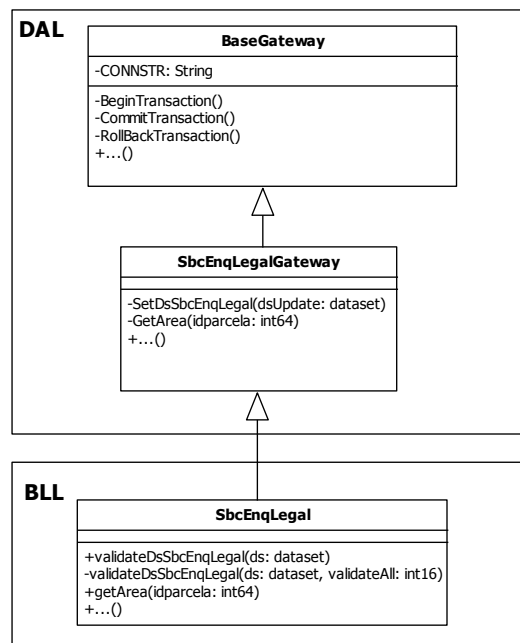 DAL
BaseGateway
-CONNSTR: String
-BeginTransaction()
-CommitTransaction()
-RollBackTransaction()
+...()
SbcEnqLegalGateway
-SetDsSbcEnqLegal(dsUpdate: dataset)
-GetArea(idparcela: int64)
+...()
BLL
SbcEnqLegal
+validateDsSbcEnqLegal(ds: dataset)
-validateDsSbcEnqLegal(ds: dataset, validateAll: int16)
+getArea(idparcela: int64)
+...()